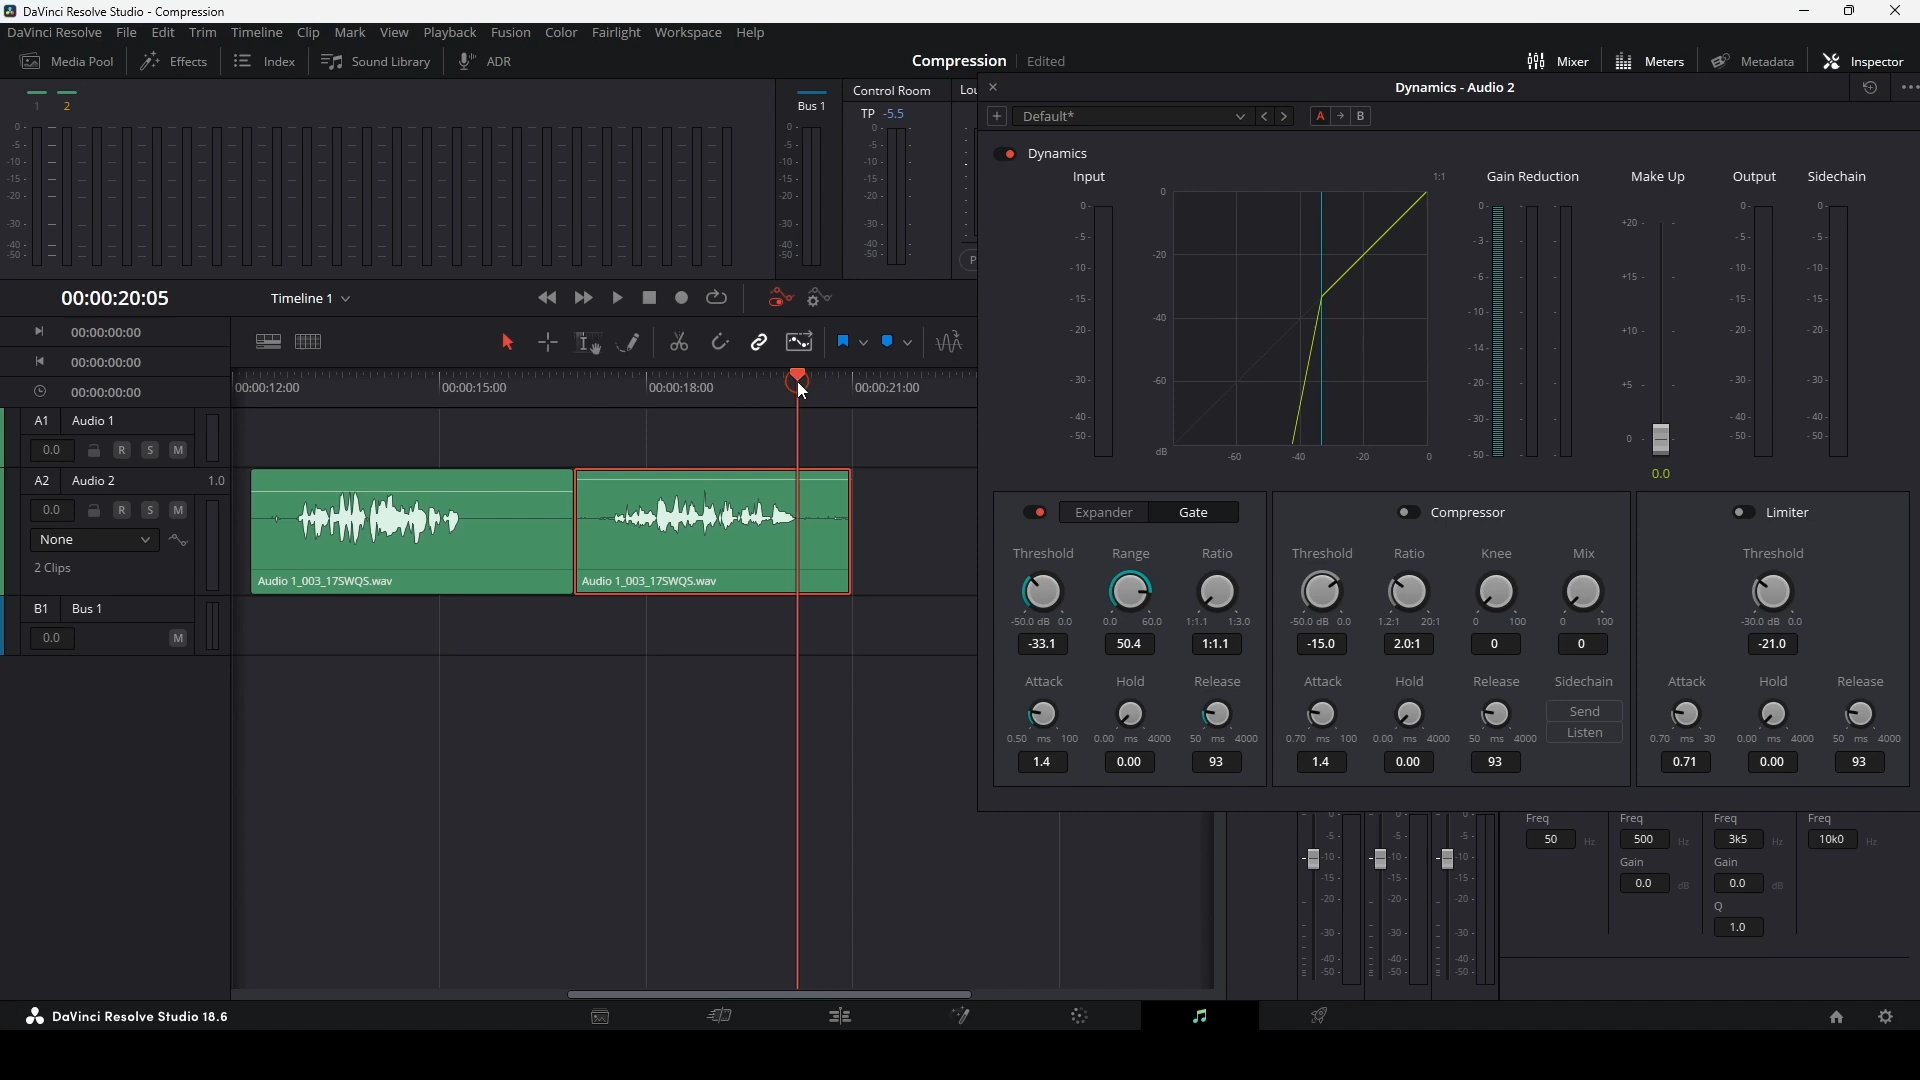 DaVinci Resolve Studio - Compression
DaVinci Resolve File Edit Trim Timeline Clip Mark View Playback Fusion Color Fairlight Workspace Help
Media Pool Effects Index Sound Library ADR Compression Edited Mixer Meters Metadata Inspector
1 2 Bus 1 Control Room Lou
TP -5.5
Dynamics - Audio 2
Default* A B
Dynamics
Input 1:1 Gain Reduction Make Up Output Sidechain
0 -20 -40 -60 dB
-60 -40 -20 0
0.0
00:00:20:05 Timeline 1
00:00:00:00
00:00:00:00
00:00:00:00
00:00:12:00 00:00:15:00 00:00:18:00 00:00:21:00
A1 Audio 1
0.0 R S M
A2 Audio 2 1.0
0.0 R S M
None
2 Clips
Audio 1_003_17SWQS.wav Audio 1_003_17SWQS.wav
B1 Bus 1
0.0 M
Expander Gate Compressor Limiter
Threshold Range Ratio Threshold Ratio Knee Mix Threshold
-50.0 dB 0.0 0.0 60.0 1:1.1 1:3.0 -50.0 dB 0.0 1.2:1 20:1 0 100 0 100 -30.0 dB 0.0
-33.1 50.4 1:1.1 -15.0 2.0:1 0 0 -21.0
Attack Hold Release Attack Hold Release Sidechain Attack Hold Release
Send
Listen
0.50 ms 100 0.00 ms 4000 50 ms 4000 0.70 ms 100 0.00 ms 4000 50 ms 4000 0.70 ms 30 0.00 ms 4000 50 ms 4000
1.4 0.00 93 1.4 0.00 93 0.71 0.00 93
Freq Freq Freq Freq
50 Hz 500 Hz 3k5 Hz 10k0 Hz
Gain Gain
0.0 dB 0.0 dB
Q
1.0
DaVinci Resolve Studio 18.6